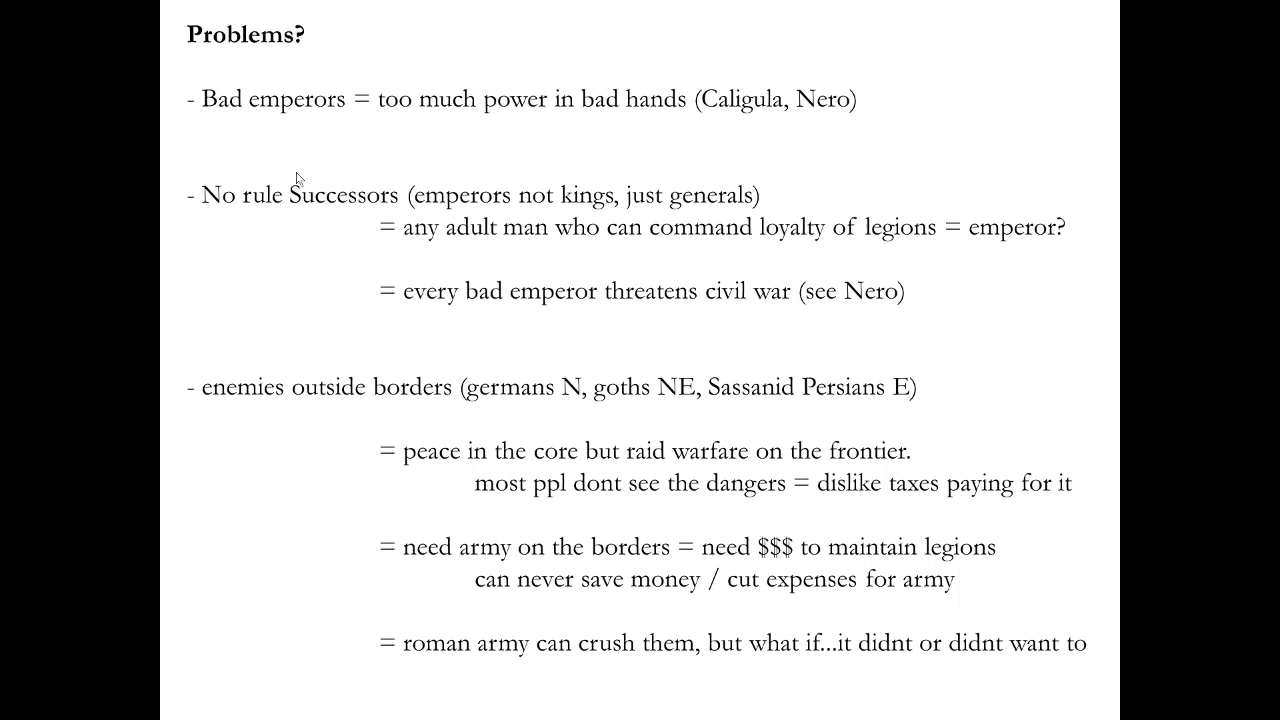 Problems?
- Bad emperors = too much power in bad hands (Caligula, Nero)
- No rule Successors (emperors not kings, just generals)
= any adult man who can command loyalty of legions = emperor?
= every bad emperor threatens civil war (see Nero)
- enemies outside borders (germans N, goths NE, Sassanid Persians E)
= peace in the core but raid warfare on the frontier.
most ppl dont see the dangers = dislike taxes paying for it
= need army on the borders = need $$$ to maintain legions
can never save money / cut expenses for army
= roman army can crush them, but what if...it didnt or didnt want to